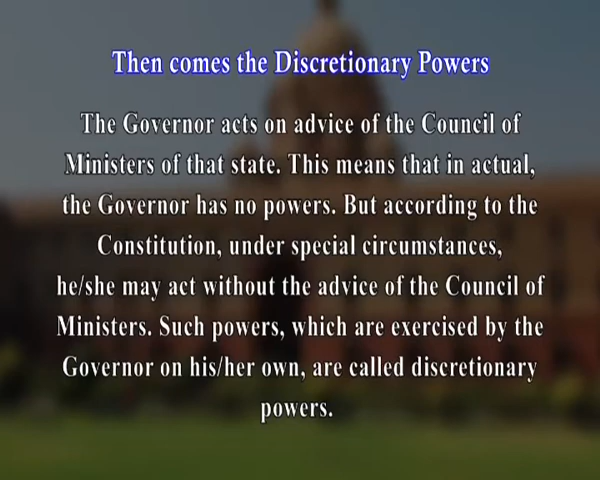 Then comes the Discretionary Powers
The Governor acts on advice of the Council of
Ministers of that state. This means that in actual,
the Governor has no powers. But according to the
Constitution, under special circumstances,
he/she may act without the advice of the Council of
Ministers. Such powers, which are exercised by the
Governor on his/her own, are called discretionary
powers.